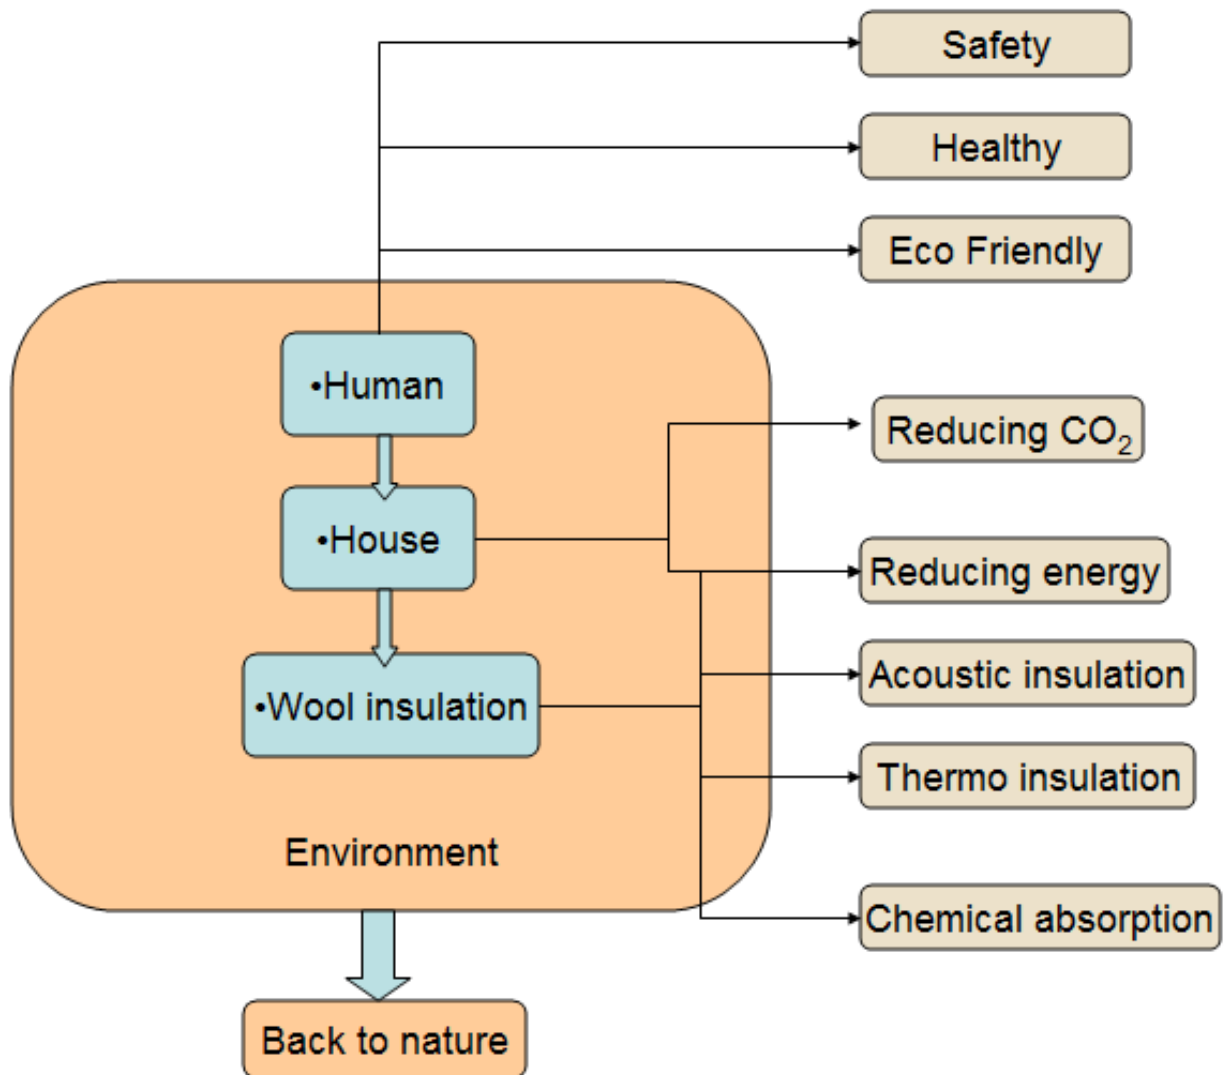 Safety
Healthy
Eco Friendly
•Human
Reducing CO₂
•House
Reducing energy
Acoustic insulation
•Wool insulation
Thermo insulation
Environment
Chemical absorption
Back to nature